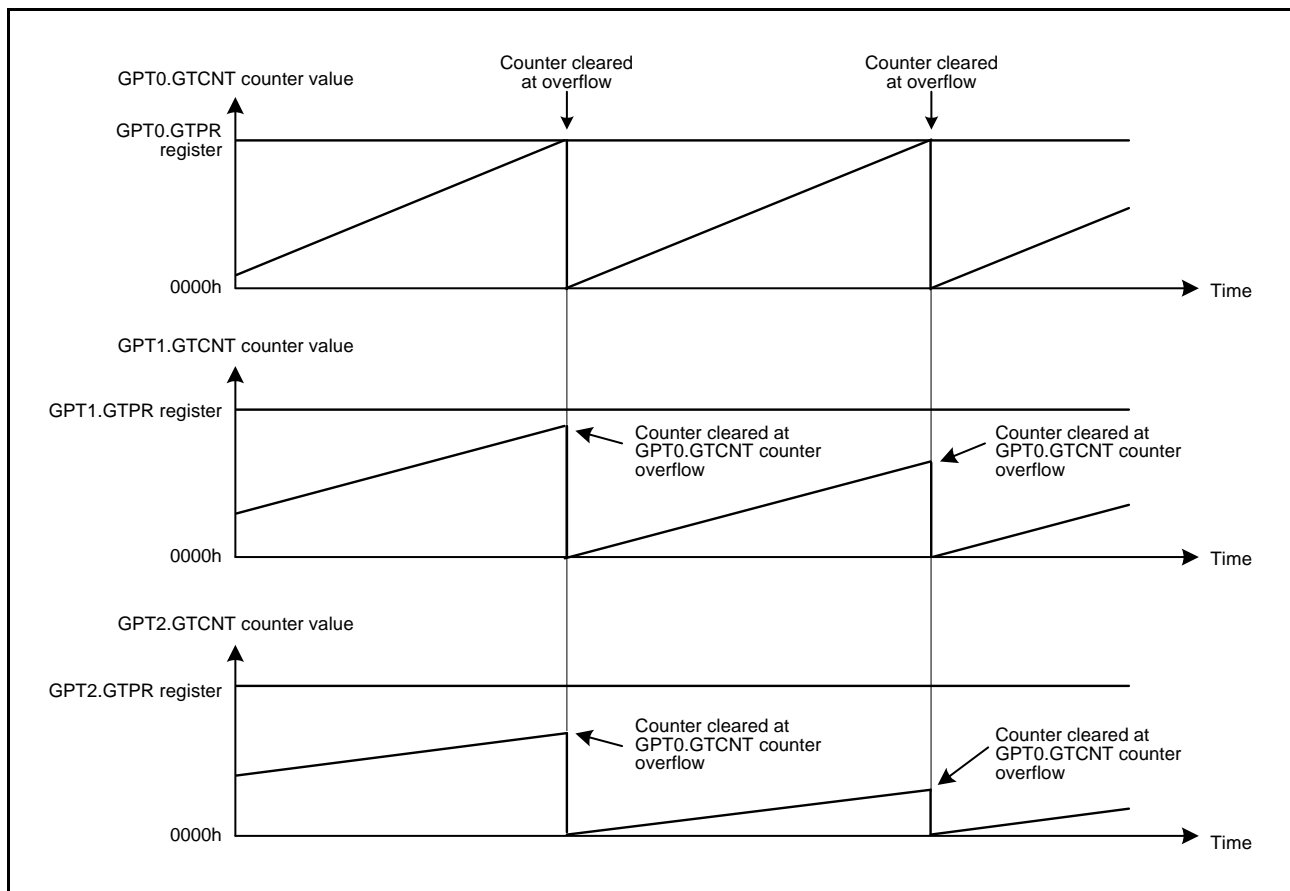 Counter cleared
at overflow
Counter cleared
at overflow
GPT0.GTCNT counter value
GPT0.GTPR
register
0000h
Time
GPT1.GTCNT counter value
GPT1.GTPR register
Counter cleared at
GPT0.GTCNT counter
overflow
Counter cleared at
GPT0.GTCNT counter
overflow
0000h
Time
GPT2.GTCNT counter value
GPT2.GTPR register
Counter cleared at
GPT0.GTCNT counter
overflow
Counter cleared at
GPT0.GTCNT counter
overflow
0000h
Time